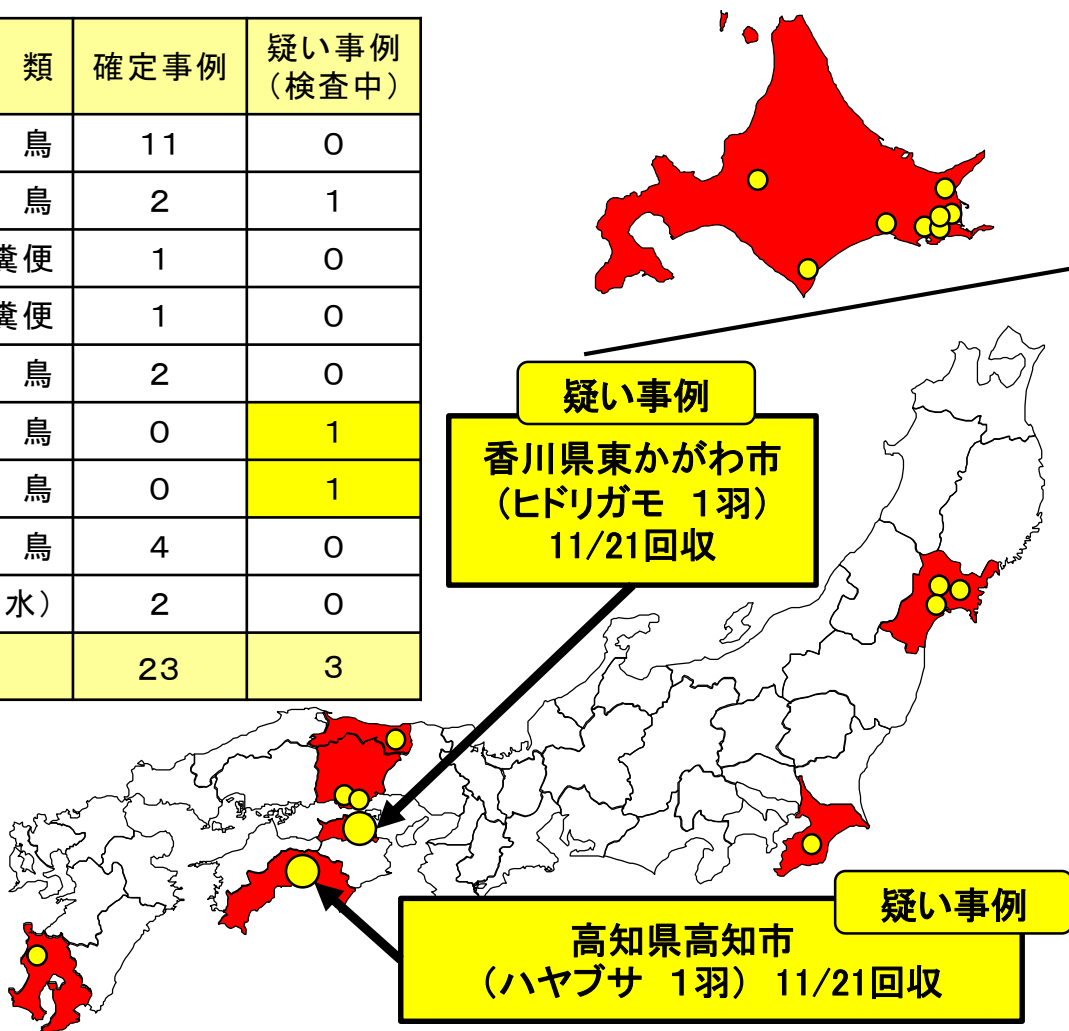 類 確定事例 疑い事例
（検査中）
鳥 11 0
鳥 2 1
糞便 1 0
糞便 1 0
鳥 2 0
鳥 0 1
鳥 0 1
鳥 4 0
水） 2 0
23 3
疑い事例
香川県東かがわ市
（ヒドリガモ 1羽）
11/21回収
疑い事例
高知県高知市
（ハヤブサ 1羽） 11/21回収